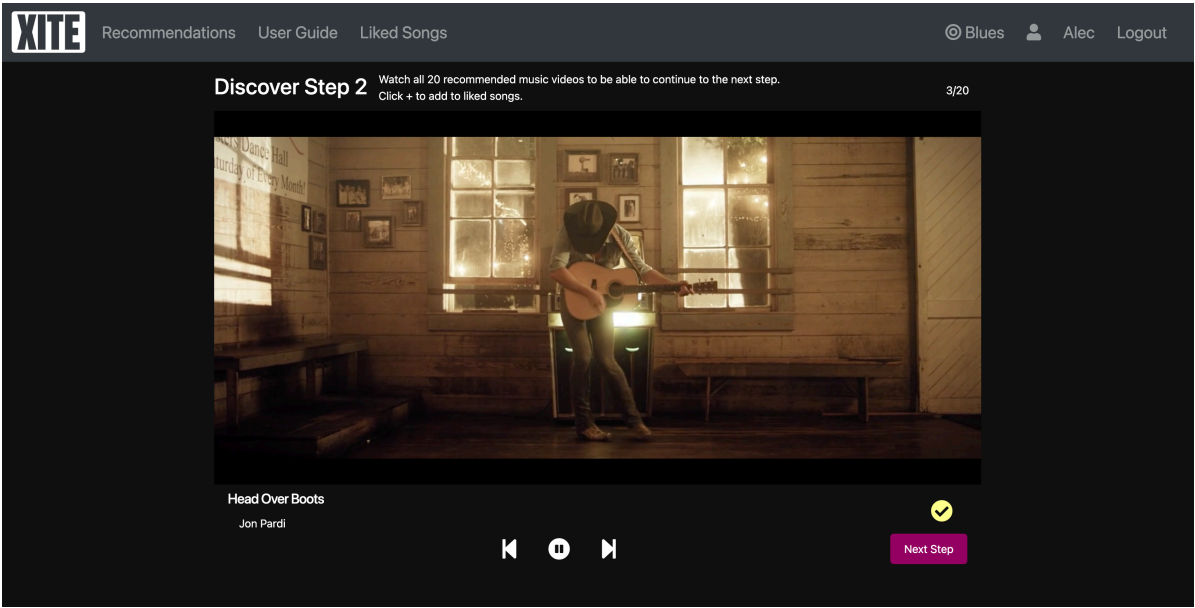 XITE
Recommendations
User Guide
Liked Songs
Blues
Alec
Logout
Discover Step 2
Watch all 20 recommended music videos to be able to continue to the next step.
Click + to add to liked songs.
3/20
Dance Hall
of Every Month!
Head Over Boots
Jon Pardi
Next Step